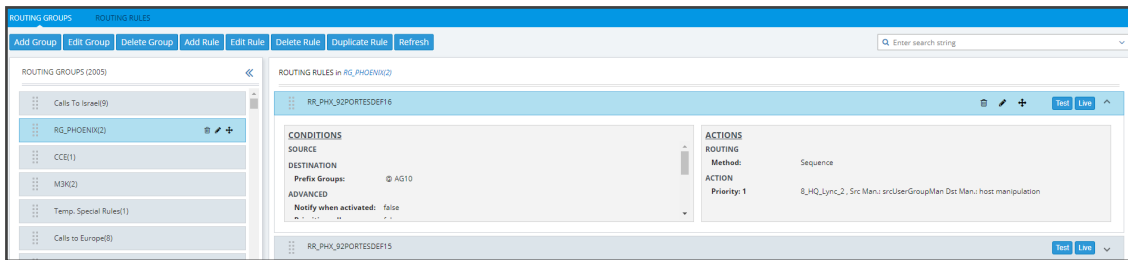 ROUTING GROUPS ROUTING RULES
Add Group Edit Group Delete Group Add Rule Edit Rule Delete Rule Duplicate Rule Refresh Enter search string
ROUTING GROUPS (2005)
Calls To Israel(9)
RG_PHOENIX(2)
CCE(1)
M3K(2)
Temp. Special Rules(1)
Calls to Europe(8)
ROUTING RULES in RG_PHOENIX(2)
RR_PHX_92PORTESDEF16 Test Live
CONDITIONS
SOURCE
DESTINATION
Prefix Groups: @ AG10
ADVANCED
Notify when activated: false
ACTIONS
ROUTING
Method: Sequence
ACTION
Priority: 1 8_HQ_Lync_2 , Src Man.: srcUserGroupMan Dst Man.: host manipulation
RR_PHX_92PORTESDEF15 Test Live